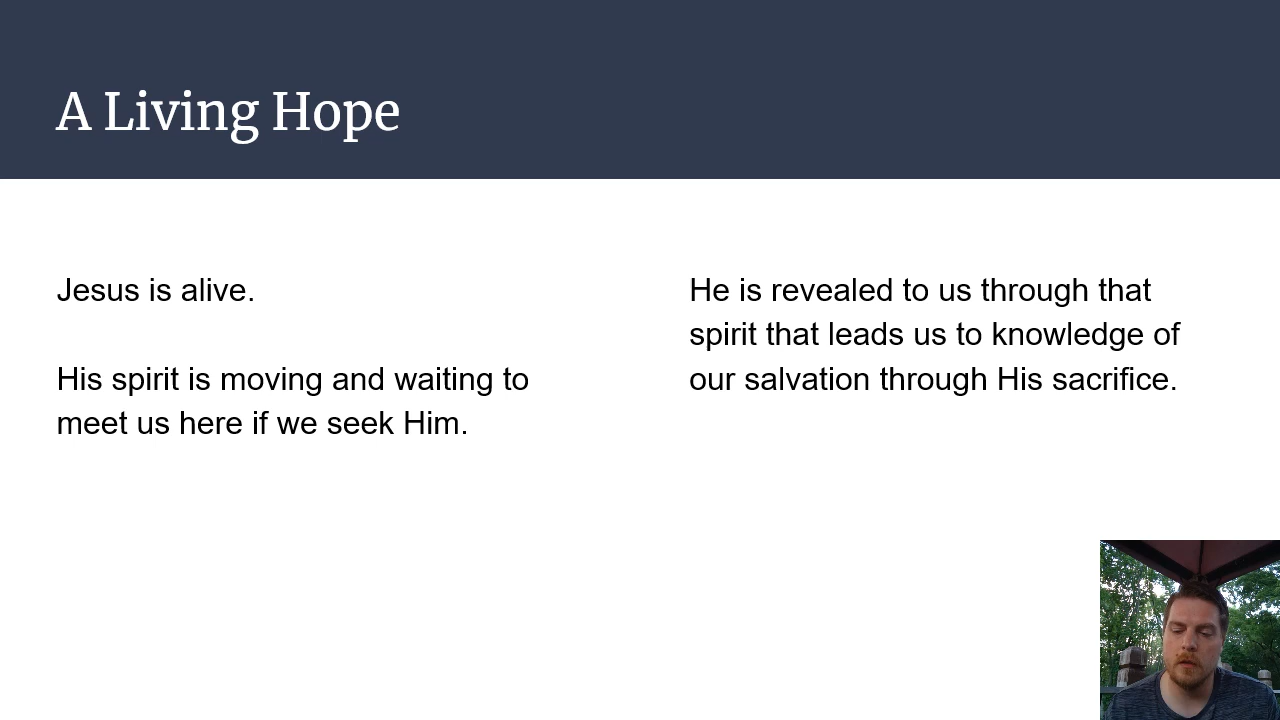 A Living Hope
Jesus is alive.
His spirit is moving and waiting to
meet us here if we seek Him.
He is revealed to us through that
spirit that leads us to knowledge of
our salvation through His sacrifice.